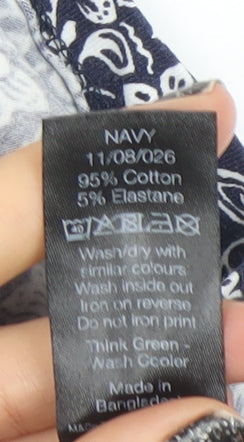 NAVY
11/08/026
95% Cotton
5% Elastane
40
Wash/dry with
similar colours
Wash inside out
Iron on reverse
Do not iron print
Think Green -
Wash Cooler
Made in
Bangladesh